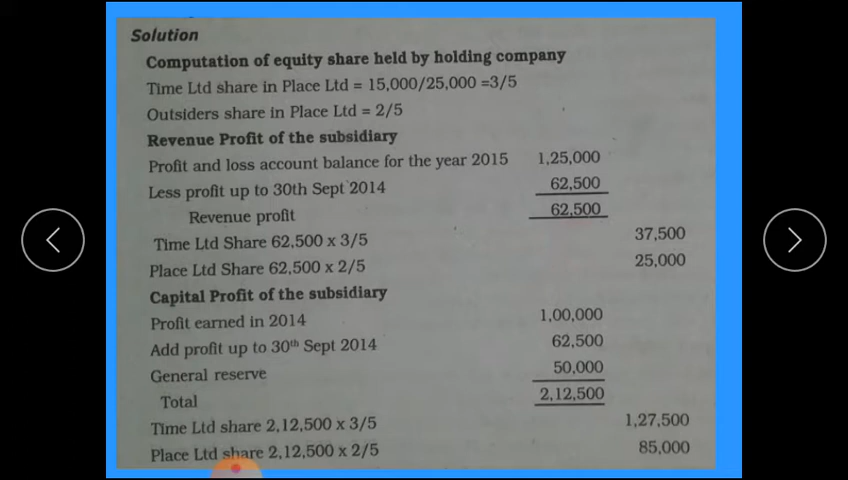 Solution
Computation of equity share held by holding company
Time Ltd share in Place Ltd = 15,000/25,000 =3/5
Outsiders share in Place Ltd = 2/5
Revenue Profit of the subsidiary
Profit and loss account balance for the year 2015 1,25,000
Less profit up to 30th Sept 2014 62,500
Revenue profit 62,500
Time Ltd Share 62,500 x 3/5 37,500
Place Ltd Share 62,500 x 2/5 25,000
Capital Profit of the subsidiary
Profit earned in 2014 1,00,000
Add profit up to 30th Sept 2014 62,500
General reserve 50,000
Total 2,12,500
Time Ltd share 2,12,500 x 3/5 1,27,500
Place Ltd share 2,12,500 x 2/5 85,000